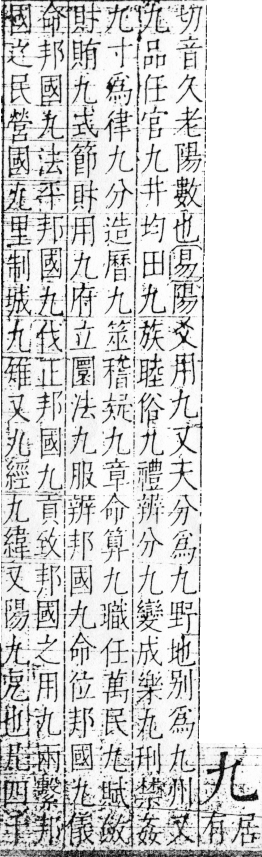 九
居
有
切音久老陽數也易陽爻用九又天分爲九野地別爲九州又
九品任官九井均田九族睦俗九禮辨分九變成樂九刑禁姦
九寸爲律九分造曆九筮稽疑九章命算九職任萬民九賦斂
財賄九式節財用九府立圜法九服辨邦國九命位邦國九儀
命邦國九法平邦國九伐正邦國九貢致邦國之用九兩繫邦
國之民營國九里制城九雉又九經九緯又陽九也四